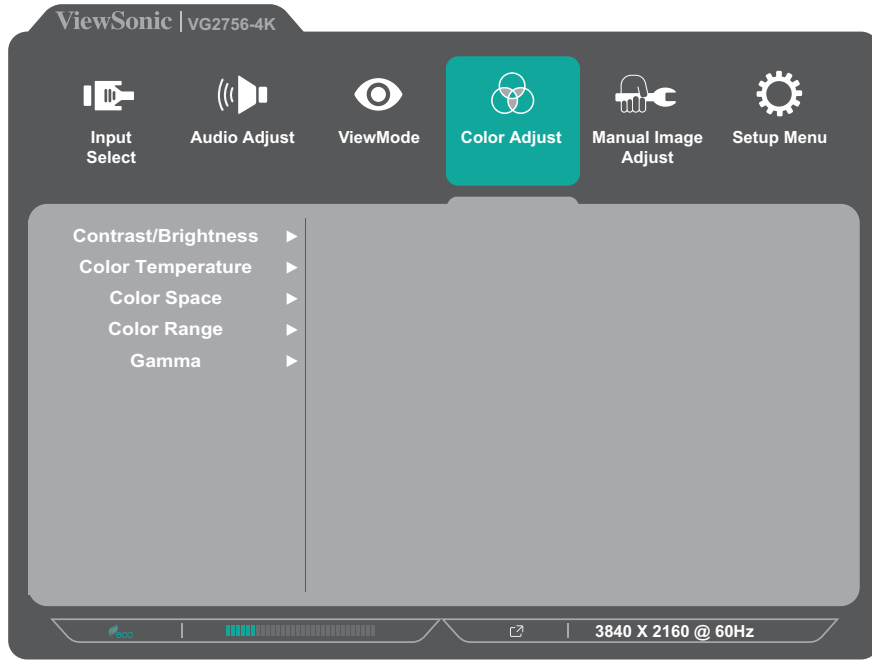 ViewSonic | VG2756-4K
Input
Select
Audio Adjust
ViewMode
Color Adjust
Manual Image
Adjust
Setup Menu
Contrast/Brightness
Color Temperature
Color Space
Color Range
Gamma
eco
3840 X 2160 @ 60Hz